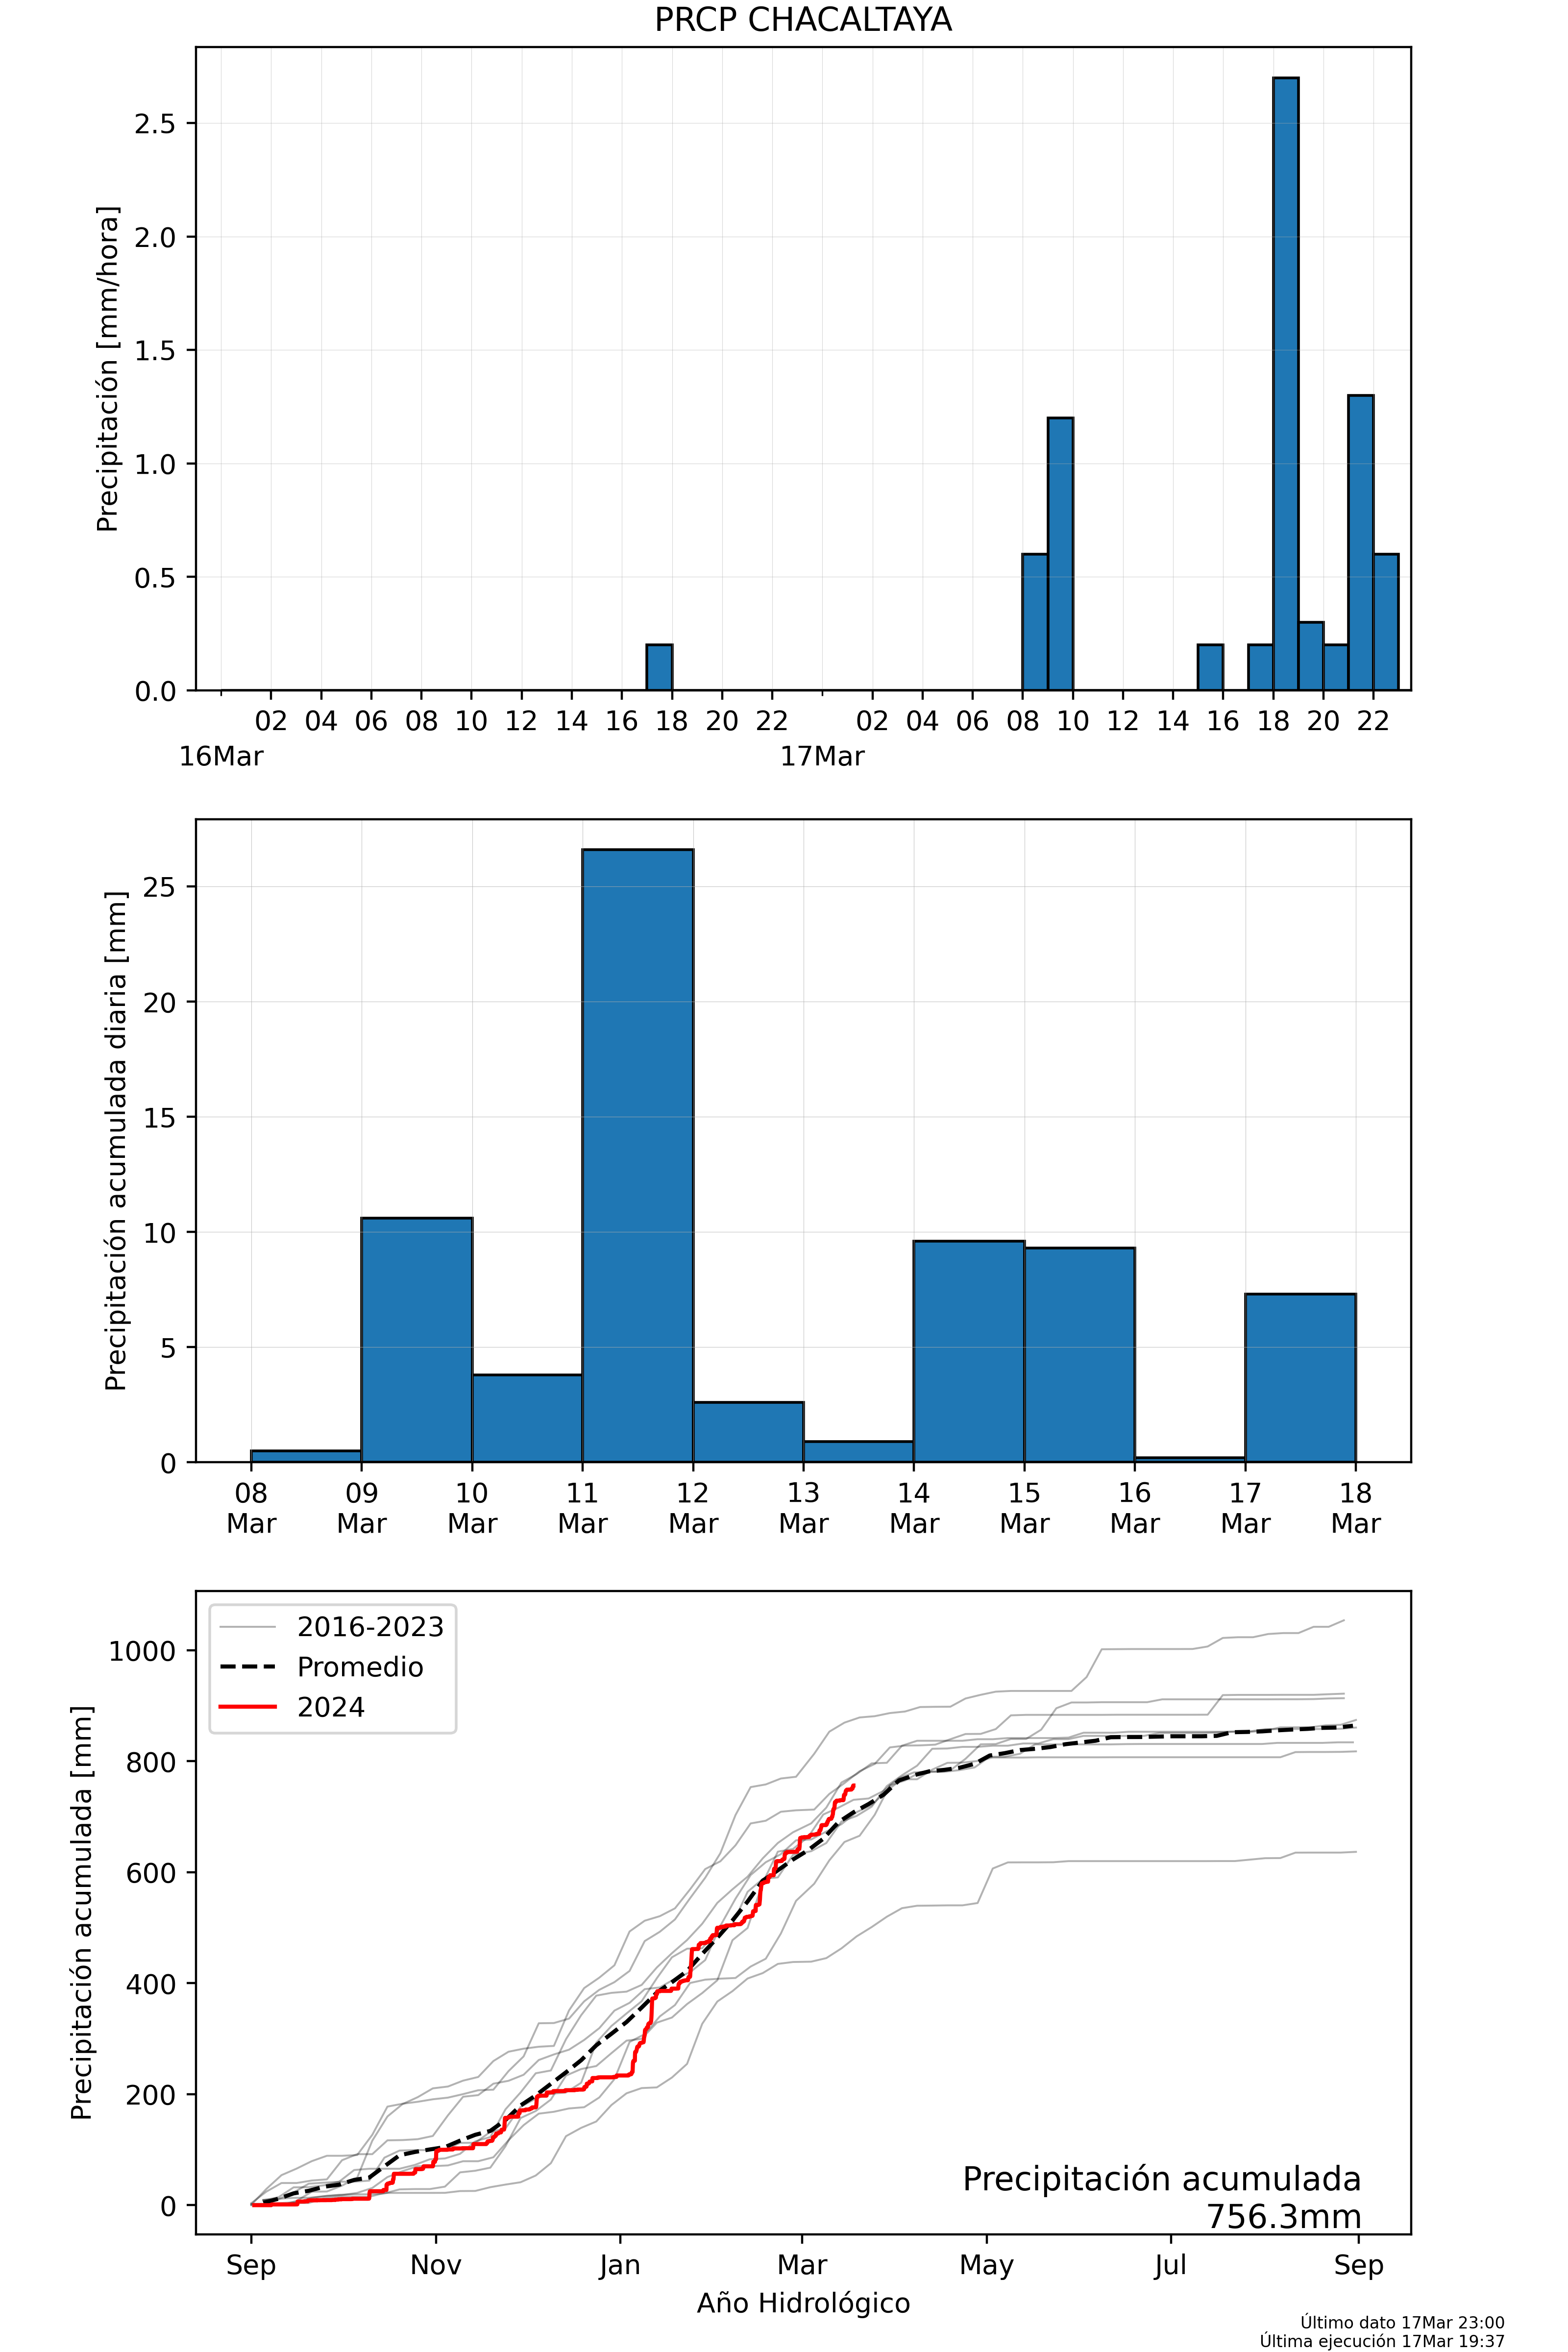 PRCP CHACALTAYA
Precipitación [mm/hora]
2.5
2.0
1.5
1.0
0.5
0.0
02 04 06 08 10 12 14 16 18 20 22 02 04 06 08 10 12 14 16 18 20 22
16Mar 17Mar
Precipitación acumulada diaria [mm]
25
20
15
10
5
0
08 09 10 11 12 13 14 15 16 17 18
Mar Mar Mar Mar Mar Mar Mar Mar Mar Mar Mar
Precipitación acumulada [mm]
1000
800
600
400
200
0
2016-2023
Promedio
2024
Precipitación acumulada
756.3mm
Sep Nov Jan Mar May Jul Sep
Año Hidrológico
Último dato 17Mar 23:00
Última ejecución 17Mar 19:37